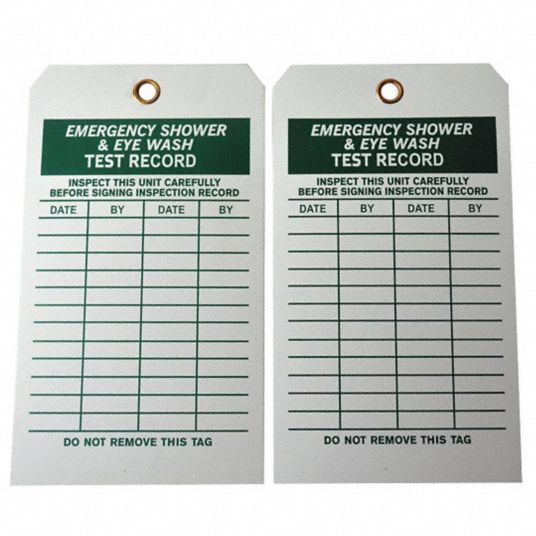 EMERGENCY SHOWER
& EYE WASH
TEST RECORD
INSPECT THIS UNIT CAREFULLY
BEFORE SIGNING INSPECTION RECORD
DATE BY DATE BY
DO NOT REMOVE THIS TAG
EMERGENCY SHOWER
& EYE WASH
TEST RECORD
INSPECT THIS UNIT CAREFULLY
BEFORE SIGNING INSPECTION RECORD
DATE BY DATE BY
DO NOT REMOVE THIS TAG